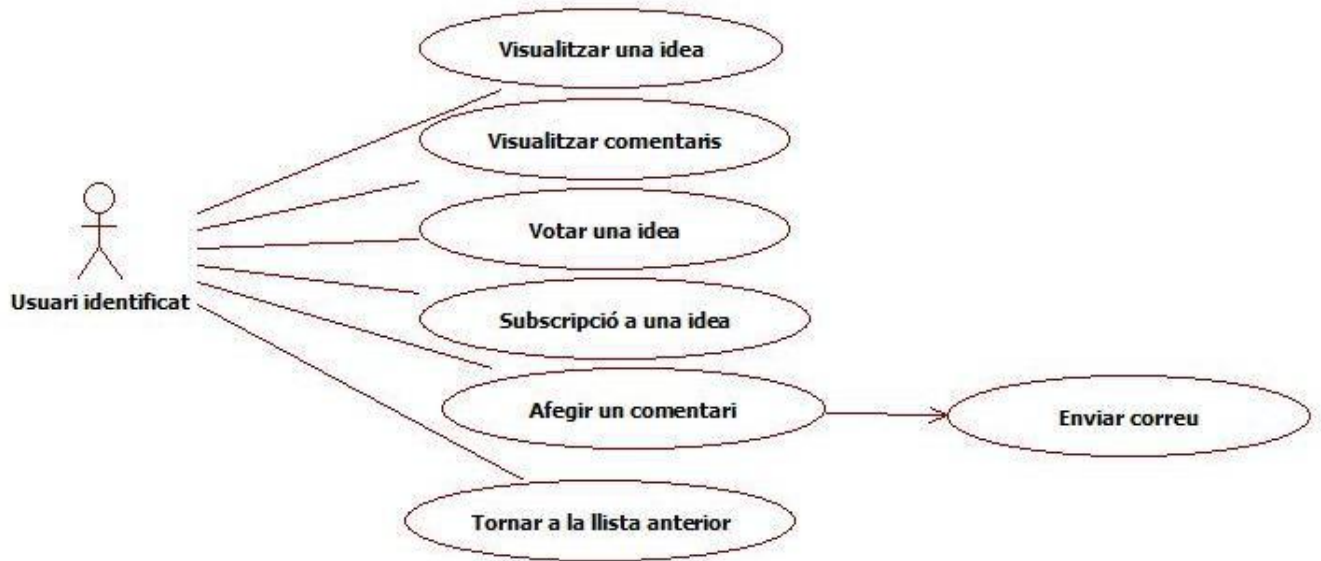 Visualitzar una idea
Visualitzar comentaris
Votar una idea
Usuari identificat
Subscripció a una idea
Afegir un comentari
Enviar correu
Tornar a la llista anterior